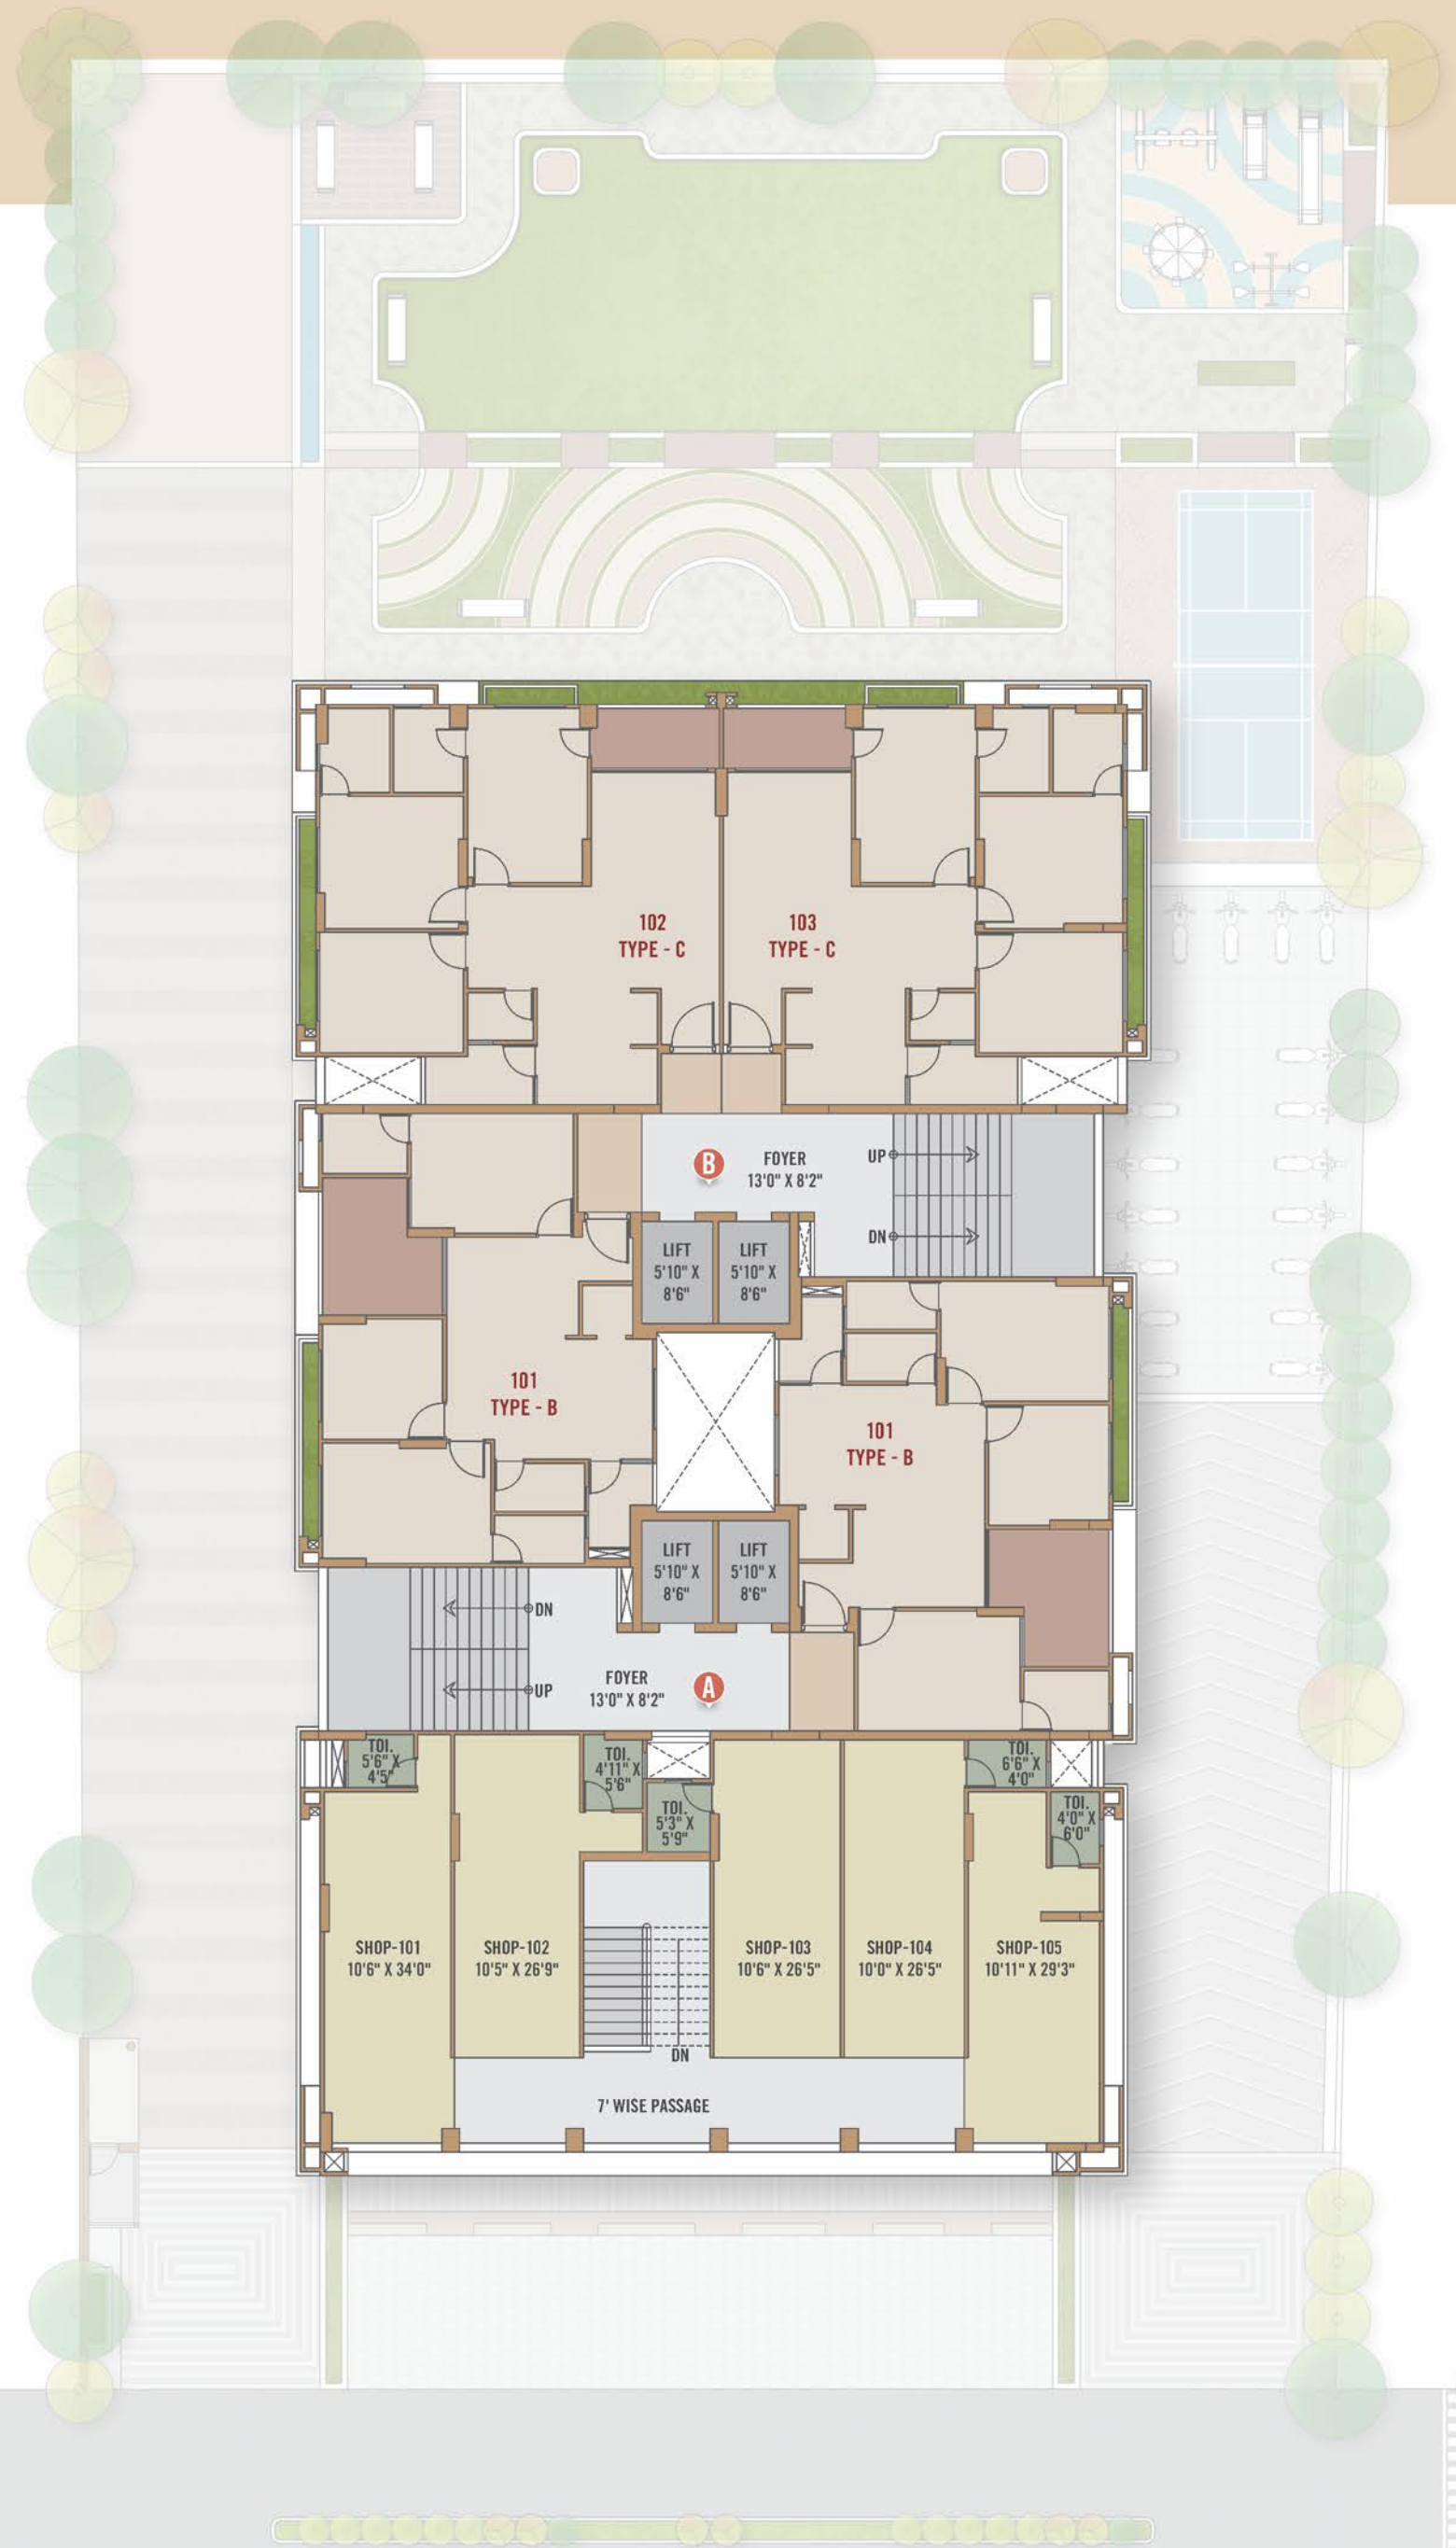 102
TYPE - C
103
TYPE - C
B
FOYER
13'0" X 8'2"
UP
DN
LIFT
5'10" X
8'6"
LIFT
5'10" X
8'6"
101
TYPE - B
101
TYPE - B
LIFT
5'10" X
8'6"
LIFT
5'10" X
8'6"
DN
UP
FOYER
13'0" X 8'2"
A
TOI.
5'6" X
4'5"
TOI.
4'11" X
5'6"
TOI.
5'3" X
5'9"
TOI.
6'6" X
4'0"
TOI.
4'0" X
6'0"
SHOP-101
10'6" X 34'0"
SHOP-102
10'5" X 26'9"
SHOP-103
10'6" X 26'5"
SHOP-104
10'0" X 26'5"
SHOP-105
10'11" X 29'3"
DN
7' WISE PASSAGE